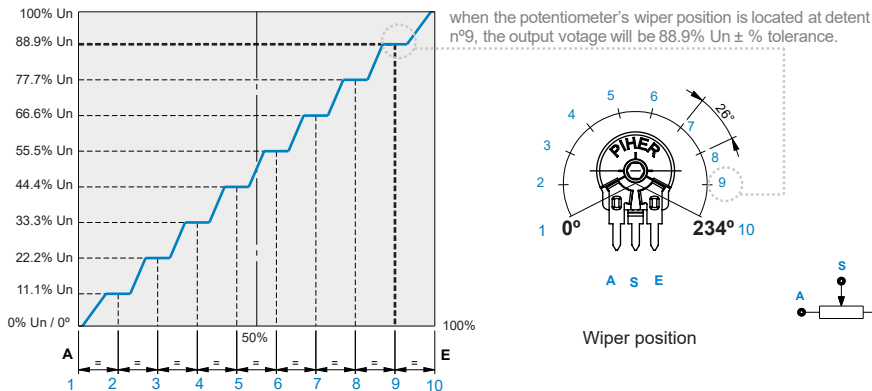 100% Un
when the potentiometer's wiper position is located at detent
nº9, the output votage will be 88.9% Un ± % tolerance.
88.9% Un
77.7% Un
66.6% Un
55.5% Un
44.4% Un
33.3% Un
22.2% Un
11.1% Un
0% Un / 0º
50%
100%
A = = = = = = = = = E
1 2 3 4 5 6 7 8 9 10
1 2 3 4 5 6 7 8 9 10
26°
PIHER
0º
234º
A S E
Wiper position
S
A